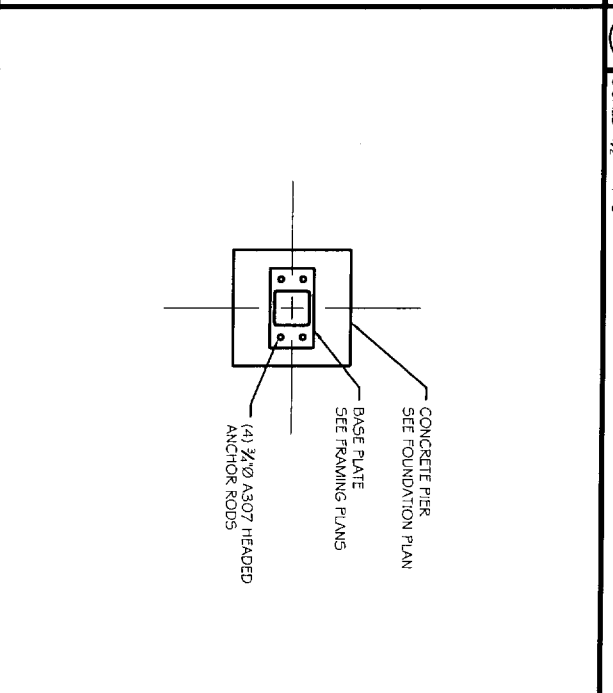 CONCRETE PIER
SEE FOUNDATION PLAN
BASE PLATE
SEE FRAMING PLANS
(4) ¾"Ø A307 HEADED
ANCHOR RODS